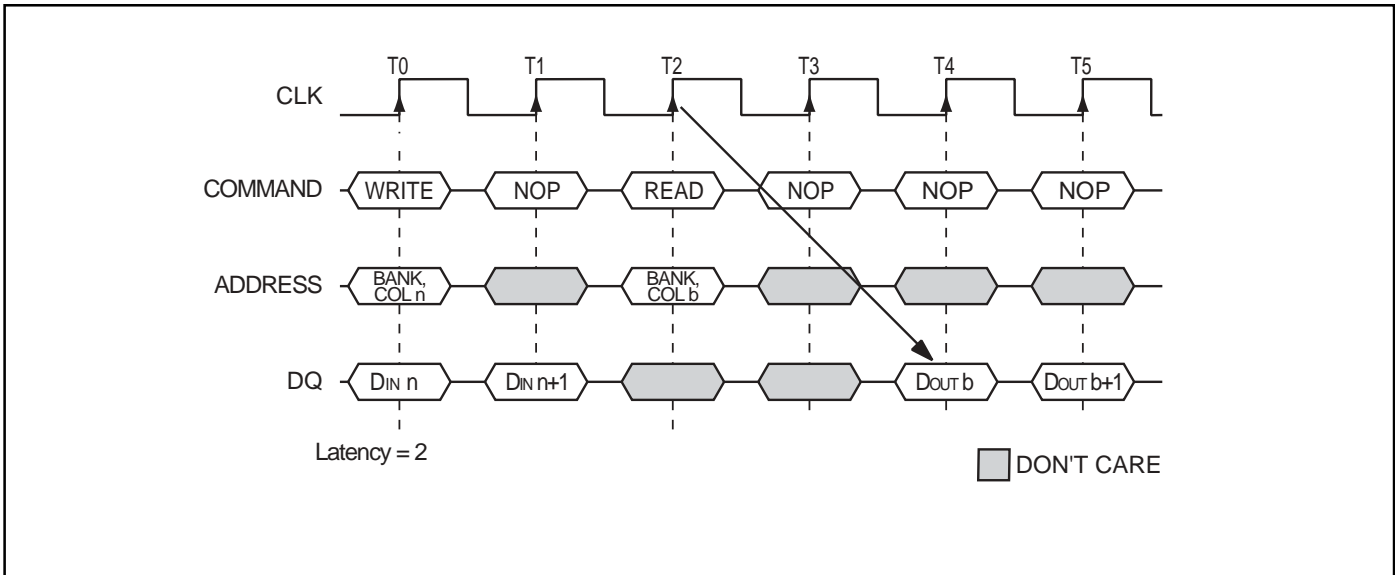 T0 T1 T2 T3 T4 T5
CLK
COMMAND WRITE NOP READ NOP NOP NOP
ADDRESS BANK, COL n BANK, COL b
DQ DIN n DIN n+1 DOUT b DOUT b+1
Latency = 2
DON'T CARE